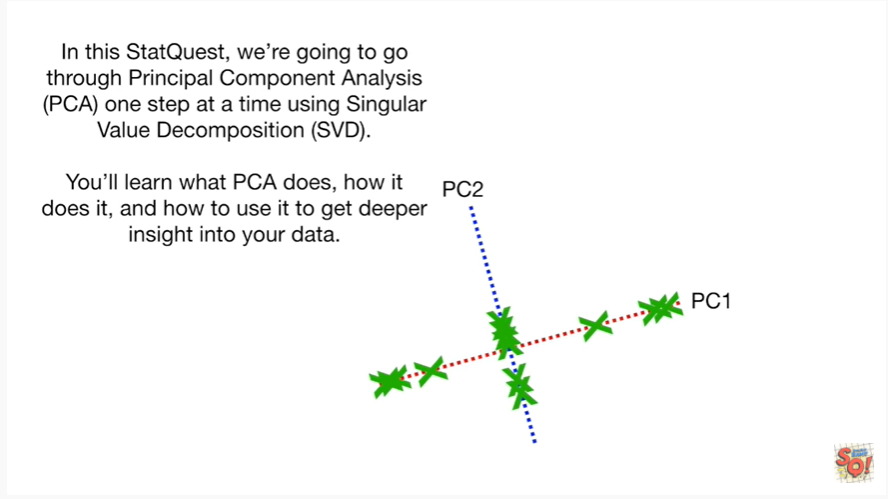 In this StatQuest, we’re going to go
through Principal Component Analysis
(PCA) one step at a time using Singular
Value Decomposition (SVD).
You’ll learn what PCA does, how it
does it, and how to use it to get deeper
insight into your data.
PC2
PC1
SQ!